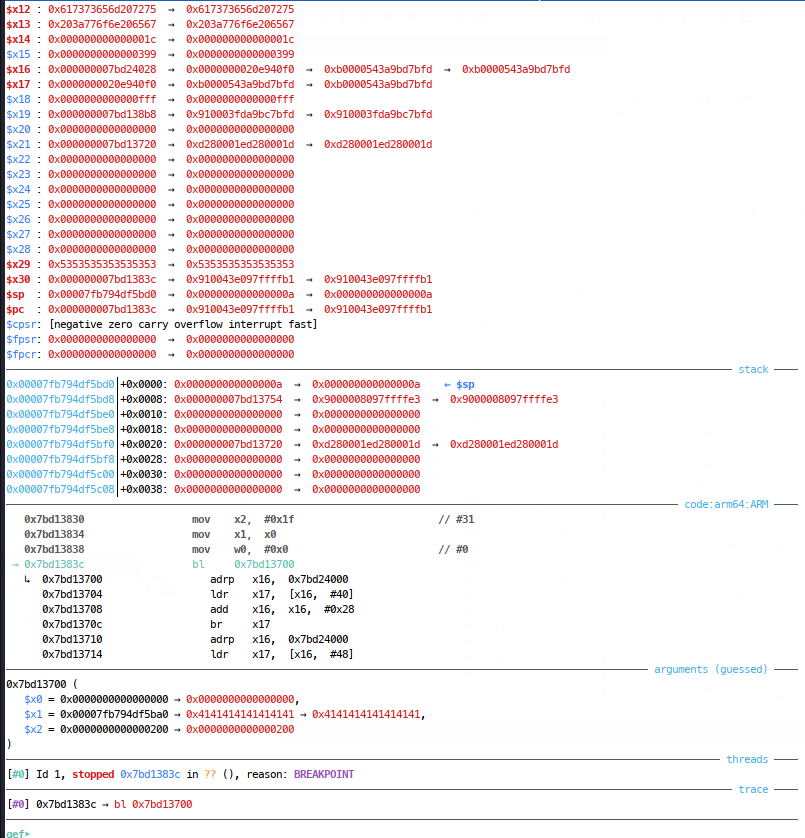 $x12 : 0x617373656d207275 → 0x617373656d207275
$x13 : 0x203a776f6e206567 → 0x203a776f6e206567
$x14 : 0x000000000000001c → 0x000000000000001c
$x15 : 0x0000000000000399 → 0x0000000000000399
$x16 : 0x000000007bd24028 → 0x0000000020e940f0 → 0xb0000543a9bd7bfd → 0xb0000543a9bd7bfd
$x17 : 0x0000000020e940f0 → 0xb0000543a9bd7bfd → 0xb0000543a9bd7bfd
$x18 : 0x0000000000000fff → 0x0000000000000fff
$x19 : 0x000000007bd138b8 → 0x910003fda9bc7bfd → 0x910003fda9bc7bfd
$x20 : 0x0000000000000000 → 0x0000000000000000
$x21 : 0x000000007bd13720 → 0xd280001ed280001d → 0xd280001ed280001d
$x22 : 0x0000000000000000 → 0x0000000000000000
$x23 : 0x0000000000000000 → 0x0000000000000000
$x24 : 0x0000000000000000 → 0x0000000000000000
$x25 : 0x0000000000000000 → 0x0000000000000000
$x26 : 0x0000000000000000 → 0x0000000000000000
$x27 : 0x0000000000000000 → 0x0000000000000000
$x28 : 0x0000000000000000 → 0x0000000000000000
$x29 : 0x5353535353535353 → 0x5353535353535353
$x30 : 0x000000007bd1383c → 0x910043e097ffffb1 → 0x910043e097ffffb1
$sp : 0x00007fb794df5bd0 → 0x000000000000000a → 0x000000000000000a
$pc : 0x000000007bd1383c → 0x910043e097ffffb1 → 0x910043e097ffffb1
$cpsr: [negative zero carry overflow interrupt fast]
$fpsr: 0x0000000000000000 → 0x0000000000000000
$fpcr: 0x0000000000000000 → 0x0000000000000000
stack
0x00007fb794df5bd0│+0x0000: 0x000000000000000a → 0x000000000000000a ← $sp
0x00007fb794df5bd8│+0x0008: 0x000000007bd13754 → 0x9000008097ffffe3 → 0x9000008097ffffe3
0x00007fb794df5be0│+0x0010: 0x0000000000000000 → 0x0000000000000000
0x00007fb794df5be8│+0x0018: 0x0000000000000000 → 0x0000000000000000
0x00007fb794df5bf0│+0x0020: 0x000000007bd13720 → 0xd280001ed280001d → 0xd280001ed280001d
0x00007fb794df5bf8│+0x0028: 0x0000000000000000 → 0x0000000000000000
0x00007fb794df5c00│+0x0030: 0x0000000000000000 → 0x0000000000000000
0x00007fb794df5c08│+0x0038: 0x0000000000000000 → 0x0000000000000000
code:arm64:ARM
0x7bd13830 mov x2, #0x1f // #31
0x7bd13834 mov x1, x0
0x7bd13838 mov w0, #0x0 // #0
→ 0x7bd1383c bl 0x7bd13700
↳ 0x7bd13700 adrp x16, 0x7bd24000
0x7bd13704 ldr x17, [x16, #40]
0x7bd13708 add x16, x16, #0x28
0x7bd1370c br x17
0x7bd13710 adrp x16, 0x7bd24000
0x7bd13714 ldr x17, [x16, #48]
arguments (guessed)
0x7bd13700 (
$x0 = 0x0000000000000000 → 0x0000000000000000,
$x1 = 0x00007fb794df5ba0 → 0x4141414141414141 → 0x4141414141414141,
$x2 = 0x0000000000000200 → 0x0000000000000200
)
threads
[#0] Id 1, stopped 0x7bd1383c in ?? (), reason: BREAKPOINT
trace
[#0] 0x7bd1383c → bl 0x7bd13700
gef➤